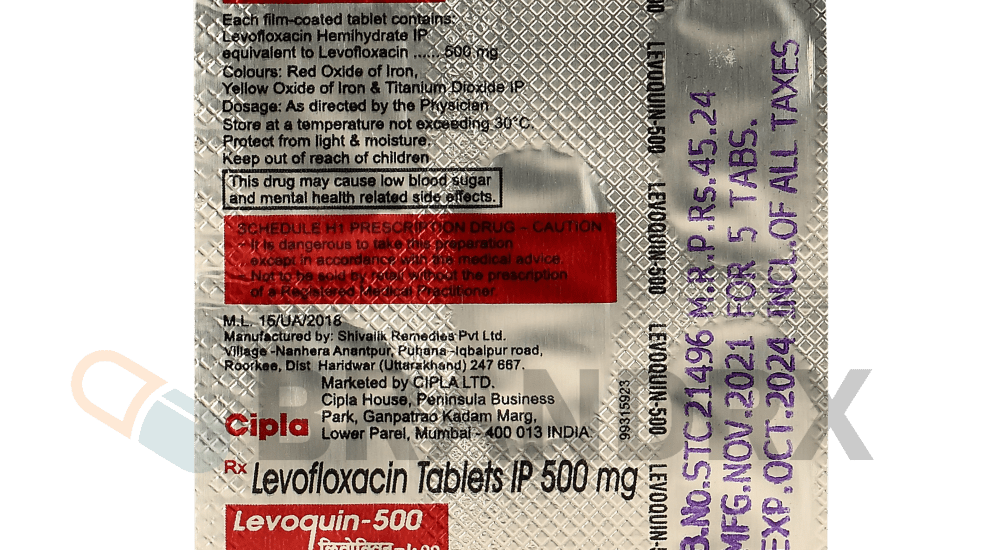 Each film-coated tablet contains:
Levofloxacin Hemihydrate IP
equivalent to Levofloxacin ...... 500 mg
Colours: Red Oxide of Iron,
Yellow Oxide of Iron & Titanium Dioxide IP
Dosage: As directed by the Physician
Store at a temperature not exceeding 30°C.
Protect from light & moisture.
Keep out of reach of children
This drug may cause low blood sugar
and mental health related side effects.
SCHEDULE H1 PRESCRIPTION DRUG - CAUTION
- It is dangerous to take this preparation
except in accordance with the medical advice.
- Not to be sold by retail without the prescription
of a Registered Medical Practitioner
M.L. 16/UA/2018
Manufactured by: Shivalik Remedies Pvt Ltd.
Village -Nanhera Anantpur, Puhana -Iqbalpur road,
Roorkee, Dist Haridwar (Uttarakhand) 247 667.
Marketed by CIPLA LTD.
Cipla House, Peninsula Business
Park, Ganpatrao Kadam Marg,
Lower Parel, Mumbai - 400 013 INDIA.
Cipla
Rx Levofloxacin Tablets IP 500 mg
Levoquin-500
99315923
LEVOQUIN-500
LEVOQUIN-500
LEVOQUIN-500
B.No.STC21496 M.R.P.Rs.45.24
MFG.NOV.2021 FOR 5 TABS.
EXP.OCT.2024 INCL.OF ALL TAXES